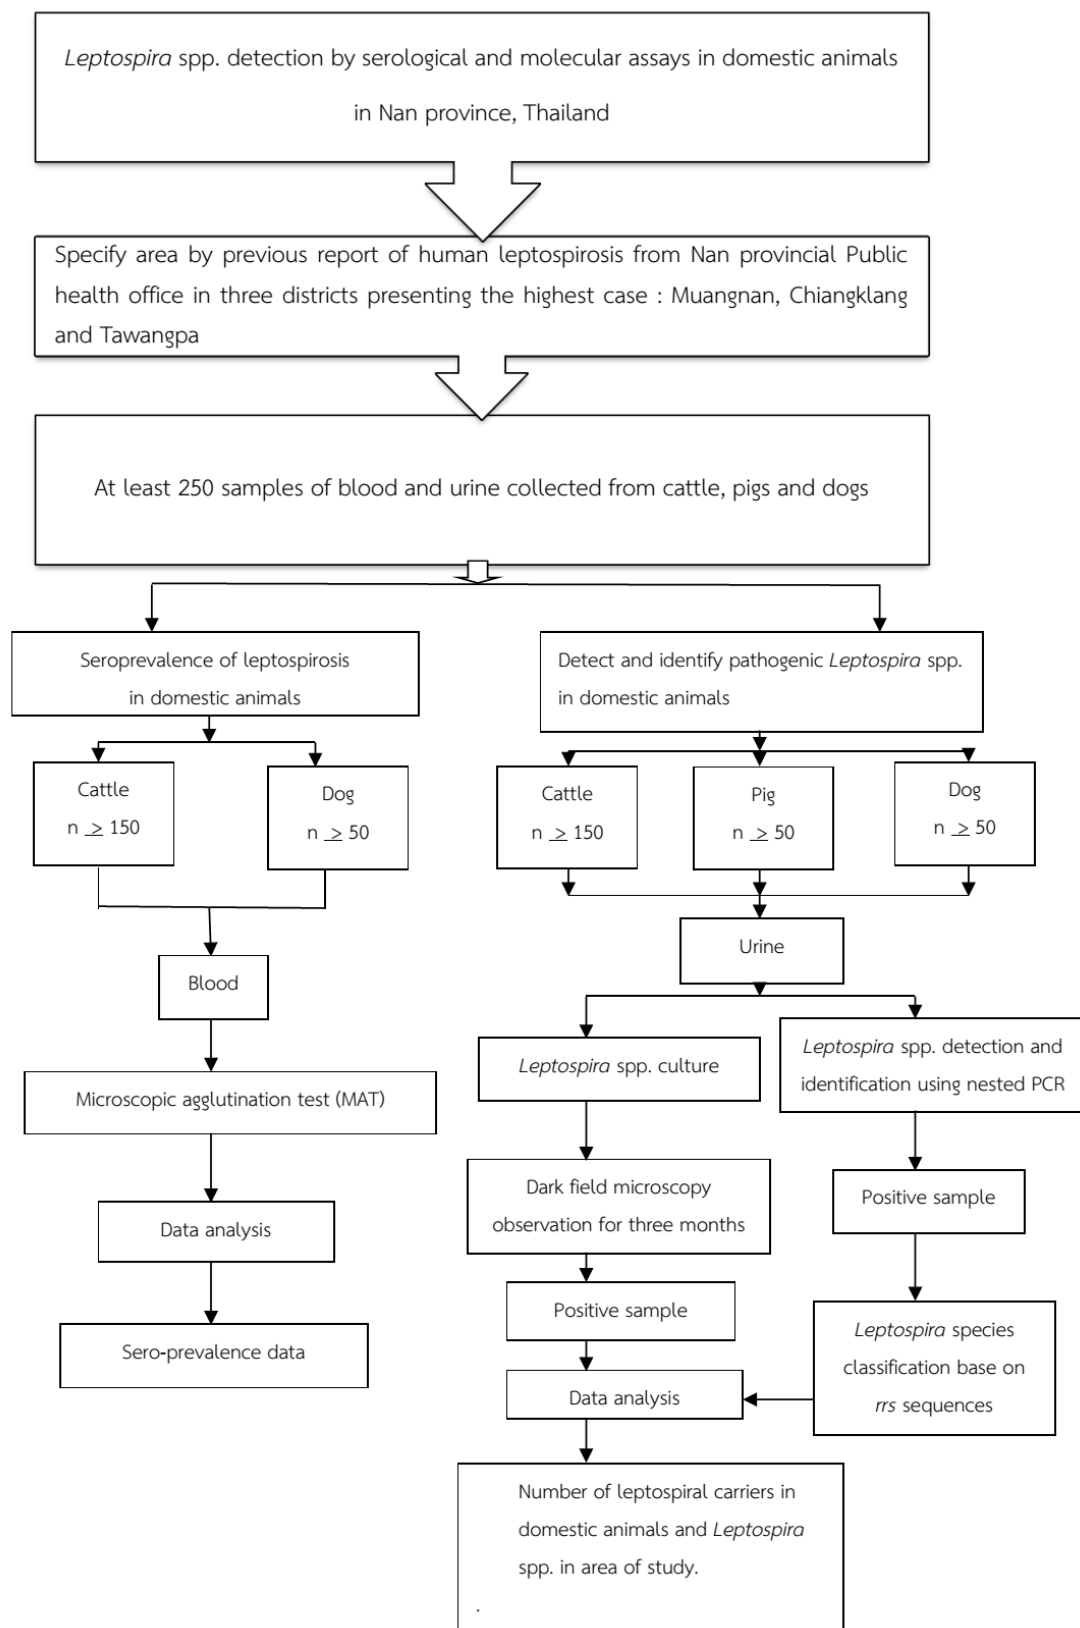 Leptospira spp. detection by serological and molecular assays in domestic animals
in Nan province, Thailand
Specify area by previous report of human leptospirosis from Nan provincial Public
health office in three districts presenting the highest case : Muangnan, Chiangklang
and Tawangpa
At least 250 samples of blood and urine collected from cattle, pigs and dogs
Seroprevalence of leptospirosis
in domestic animals
Cattle
n ≥ 150
Dog
n ≥ 50
Blood
Microscopic agglutination test (MAT)
Data analysis
Sero-prevalence data
Detect and identify pathogenic Leptospira spp.
in domestic animals
Cattle
n ≥ 150
Pig
n ≥ 50
Dog
n ≥ 50
Urine
Leptospira spp. culture
Dark field microscopy
observation for three months
Positive sample
Leptospira spp. detection and
identification using nested PCR
Positive sample
Leptospira species
classification base on
rrs sequences
Data analysis
Number of leptospiral carriers in
domestic animals and Leptospira
spp. in area of study.
.